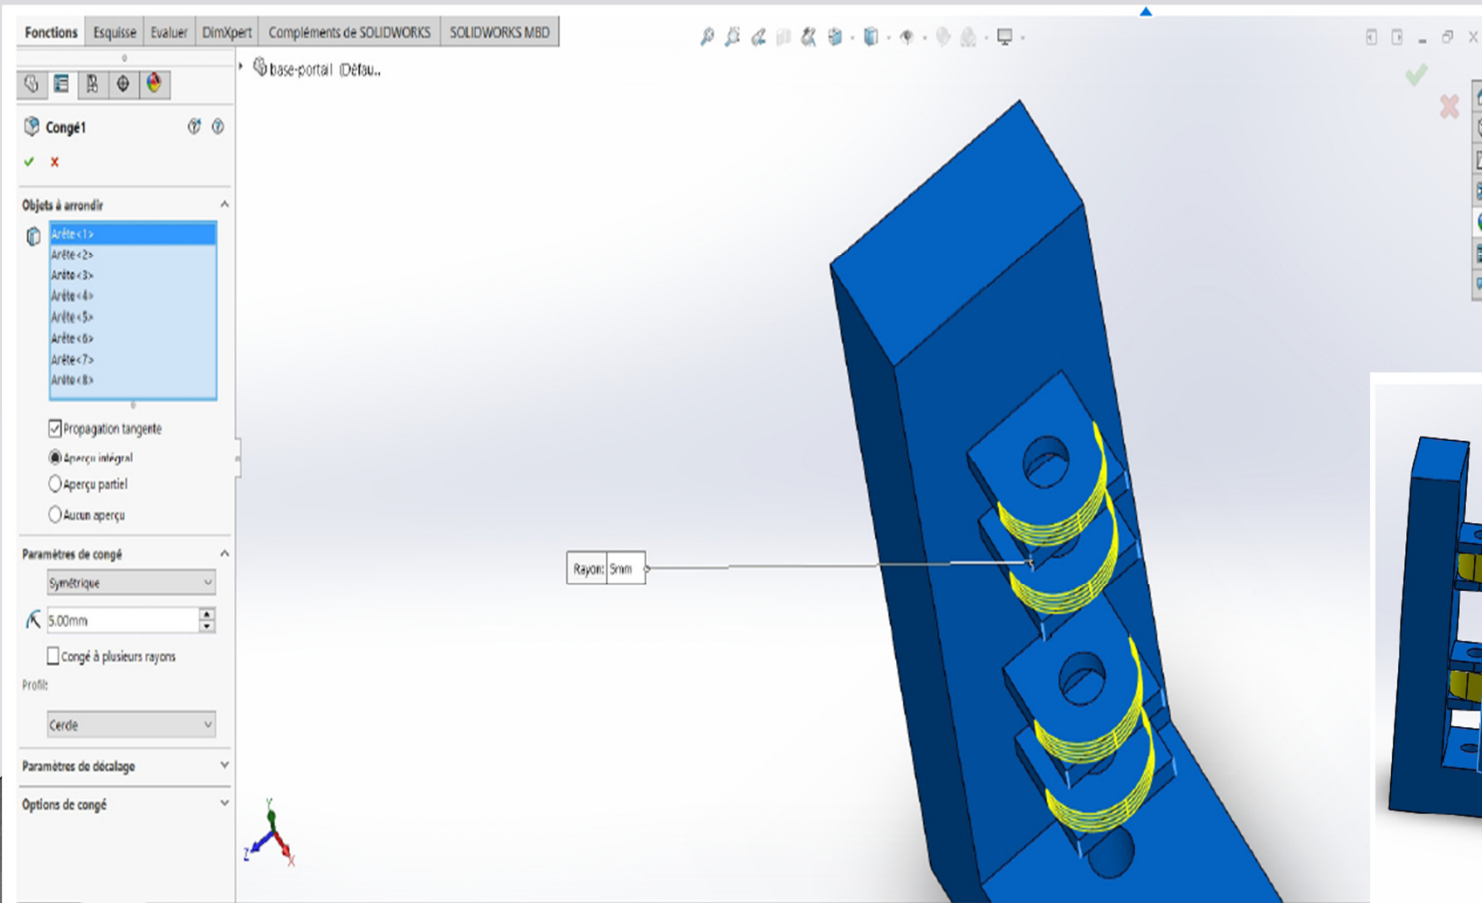 Fonctions Esquisse Evaluer DimXpert Compléments de SOLIDWORKS SOLIDWORKS MBD
base-portail (Défau..
Congé1
Objets à arrondir
Arête<1>
Arête<2>
Arête<3>
Arête<4>
Arête<5>
Arête<6>
Arête<7>
Arête<8>
Propagation tangente
Aperçu intégral
Aperçu partiel
Aucun aperçu
Paramètres de congé
Symétrique
5.00mm
Congé à plusieurs rayons
Profil:
Cercle
Paramètres de décalage
Options de congé
Rayon: 5mm
Y
Z
X